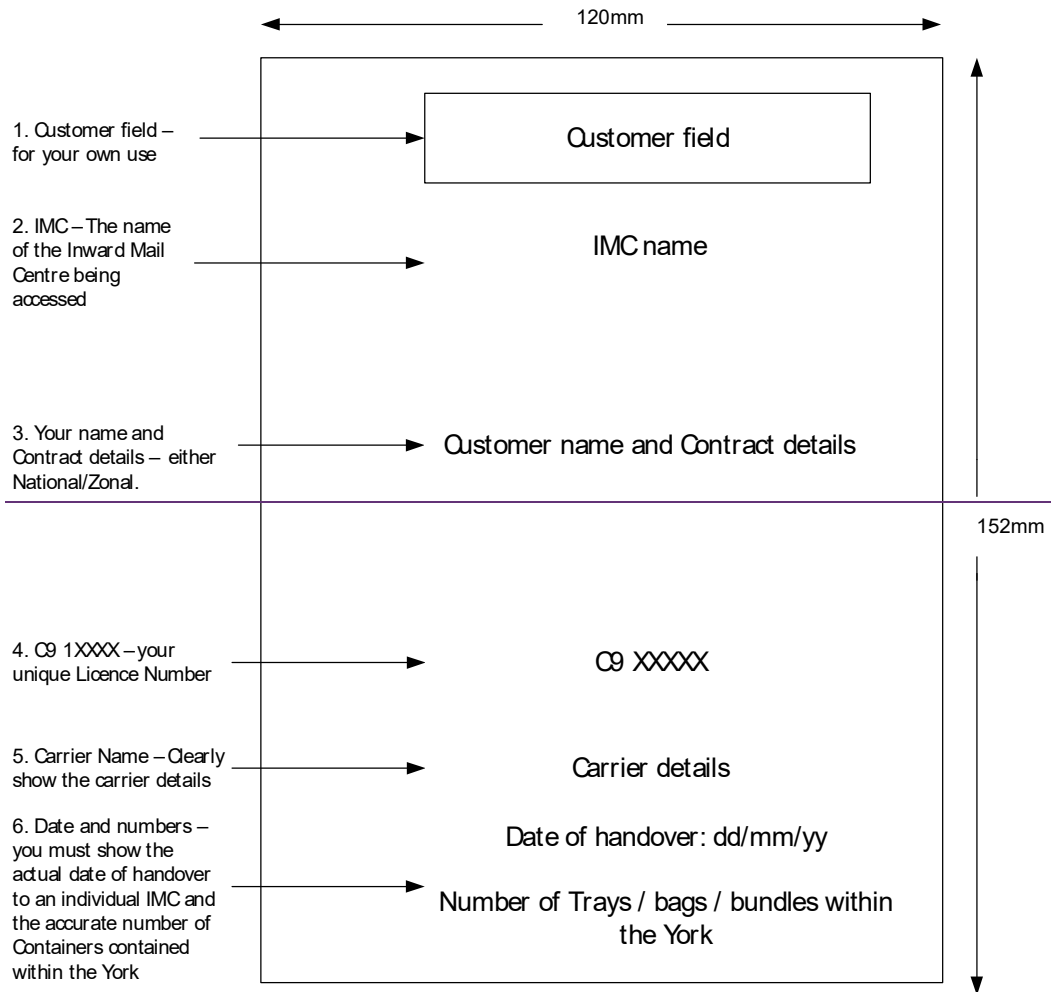 120mm
1. Customer field –
for your own use
Customer field
2. IMC – The name
of the Inward Mail
Centre being
accessed
IMC name
3. Your name and
Contract details – either
National/Zonal.
Customer name and Contract details
152mm
4. C9 1XXXX – your
unique Licence Number
C9 XXXXX
5. Carrier Name – Clearly
show the carrier details
Carrier details
6. Date and numbers –
you must show the
actual date of handover
to an individual IMC and
the accurate number of
Containers contained
within the York
Date of handover: dd/mm/yy
Number of Trays / bags / bundles within
the York